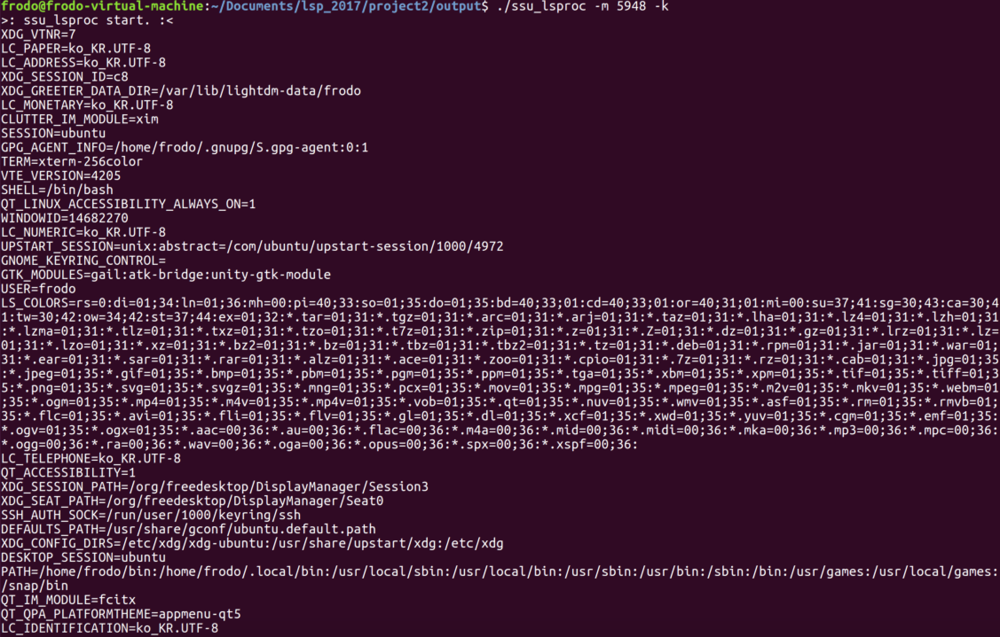 frodo@frodo-virtual-machine:~/Documents/lsp_2017/project2/output$ ./ssu_lsproc -m 5948 -k
>: ssu_lsproc start. :<
XDG_VTNR=7
LC_PAPER=ko_KR.UTF-8
LC_ADDRESS=ko_KR.UTF-8
XDG_SESSION_ID=c8
XDG_GREETER_DATA_DIR=/var/lib/lightdm-data/frodo
LC_MONETARY=ko_KR.UTF-8
CLUTTER_IM_MODULE=xim
SESSION=ubuntu
GPG_AGENT_INFO=/home/frodo/.gnupg/S.gpg-agent:0:1
TERM=xterm-256color
VTE_VERSION=4205
SHELL=/bin/bash
QT_LINUX_ACCESSIBILITY_ALWAYS_ON=1
WINDOWID=14682270
LC_NUMERIC=ko_KR.UTF-8
UPSTART_SESSION=unix:abstract=/com/ubuntu/upstart-session/1000/4972
GNOME_KEYRING_CONTROL=
GTK_MODULES=gail:atk-bridge:unity-gtk-module
USER=frodo
LS_COLORS=rs=0:di=01;34:ln=01;36:mh=00:pi=40;33:so=01;35:do=01;35:bd=40;33;01:cd=40;33;01:or=40;31;01:mi=00:su=37;41:sg=30;43:ca=30;4
1:tw=30;42:ow=34;42:st=37;44:ex=01;32:*.tar=01;31:*.tgz=01;31:*.arc=01;31:*.arj=01;31:*.taz=01;31:*.lha=01;31:*.lz4=01;31:*.lzh=01;31
:*.lzma=01;31:*.tlz=01;31:*.txz=01;31:*.tzo=01;31:*.t7z=01;31:*.zip=01;31:*.z=01;31:*.Z=01;31:*.dz=01;31:*.gz=01;31:*.lrz=01;31:*.lz=
01;31:*.lzo=01;31:*.xz=01;31:*.bz2=01;31:*.bz=01;31:*.tbz=01;31:*.tbz2=01;31:*.tz=01;31:*.deb=01;31:*.rpm=01;31:*.jar=01;31:*.war=01;
31:*.ear=01;31:*.sar=01;31:*.rar=01;31:*.alz=01;31:*.ace=01;31:*.zoo=01;31:*.cpio=01;31:*.7z=01;31:*.rz=01;31:*.cab=01;31:*.jpg=01;35
:*.jpeg=01;35:*.gif=01;35:*.bmp=01;35:*.pbm=01;35:*.pgm=01;35:*.ppm=01;35:*.tga=01;35:*.xbm=01;35:*.xpm=01;35:*.tif=01;35:*.tiff=01;3
5:*.png=01;35:*.svg=01;35:*.svgz=01;35:*.mng=01;35:*.pcx=01;35:*.mov=01;35:*.mpg=01;35:*.mpeg=01;35:*.m2v=01;35:*.mkv=01;35:*.webm=01
;35:*.ogm=01;35:*.mp4=01;35:*.m4v=01;35:*.mp4v=01;35:*.vob=01;35:*.qt=01;35:*.nuv=01;35:*.wmv=01;35:*.asf=01;35:*.rm=01;35:*.rmvb=01;
35:*.flc=01;35:*.avi=01;35:*.fli=01;35:*.flv=01;35:*.gl=01;35:*.dl=01;35:*.xcf=01;35:*.xwd=01;35:*.yuv=01;35:*.cgm=01;35:*.emf=01;35:
*.ogv=01;35:*.ogx=01;35:*.aac=00;36:*.au=00;36:*.flac=00;36:*.m4a=00;36:*.mid=00;36:*.midi=00;36:*.mka=00;36:*.mp3=00;36:*.mpc=00;36:
*.ogg=00;36:*.ra=00;36:*.wav=00;36:*.oga=00;36:*.opus=00;36:*.spx=00;36:*.xspf=00;36:
LC_TELEPHONE=ko_KR.UTF-8
QT_ACCESSIBILITY=1
XDG_SESSION_PATH=/org/freedesktop/DisplayManager/Session3
XDG_SEAT_PATH=/org/freedesktop/DisplayManager/Seat0
SSH_AUTH_SOCK=/run/user/1000/keyring/ssh
DEFAULTS_PATH=/usr/share/gconf/ubuntu.default.path
XDG_CONFIG_DIRS=/etc/xdg/xdg-ubuntu:/usr/share/upstart/xdg:/etc/xdg
DESKTOP_SESSION=ubuntu
PATH=/home/frodo/bin:/home/frodo/.local/bin:/usr/local/sbin:/usr/local/bin:/usr/sbin:/usr/bin:/sbin:/bin:/usr/games:/usr/local/games:
/snap/bin
QT_IM_MODULE=fcitx
QT_QPA_PLATFORMTHEME=appmenu-qt5
LC_IDENTIFICATION=ko_KR.UTF-8